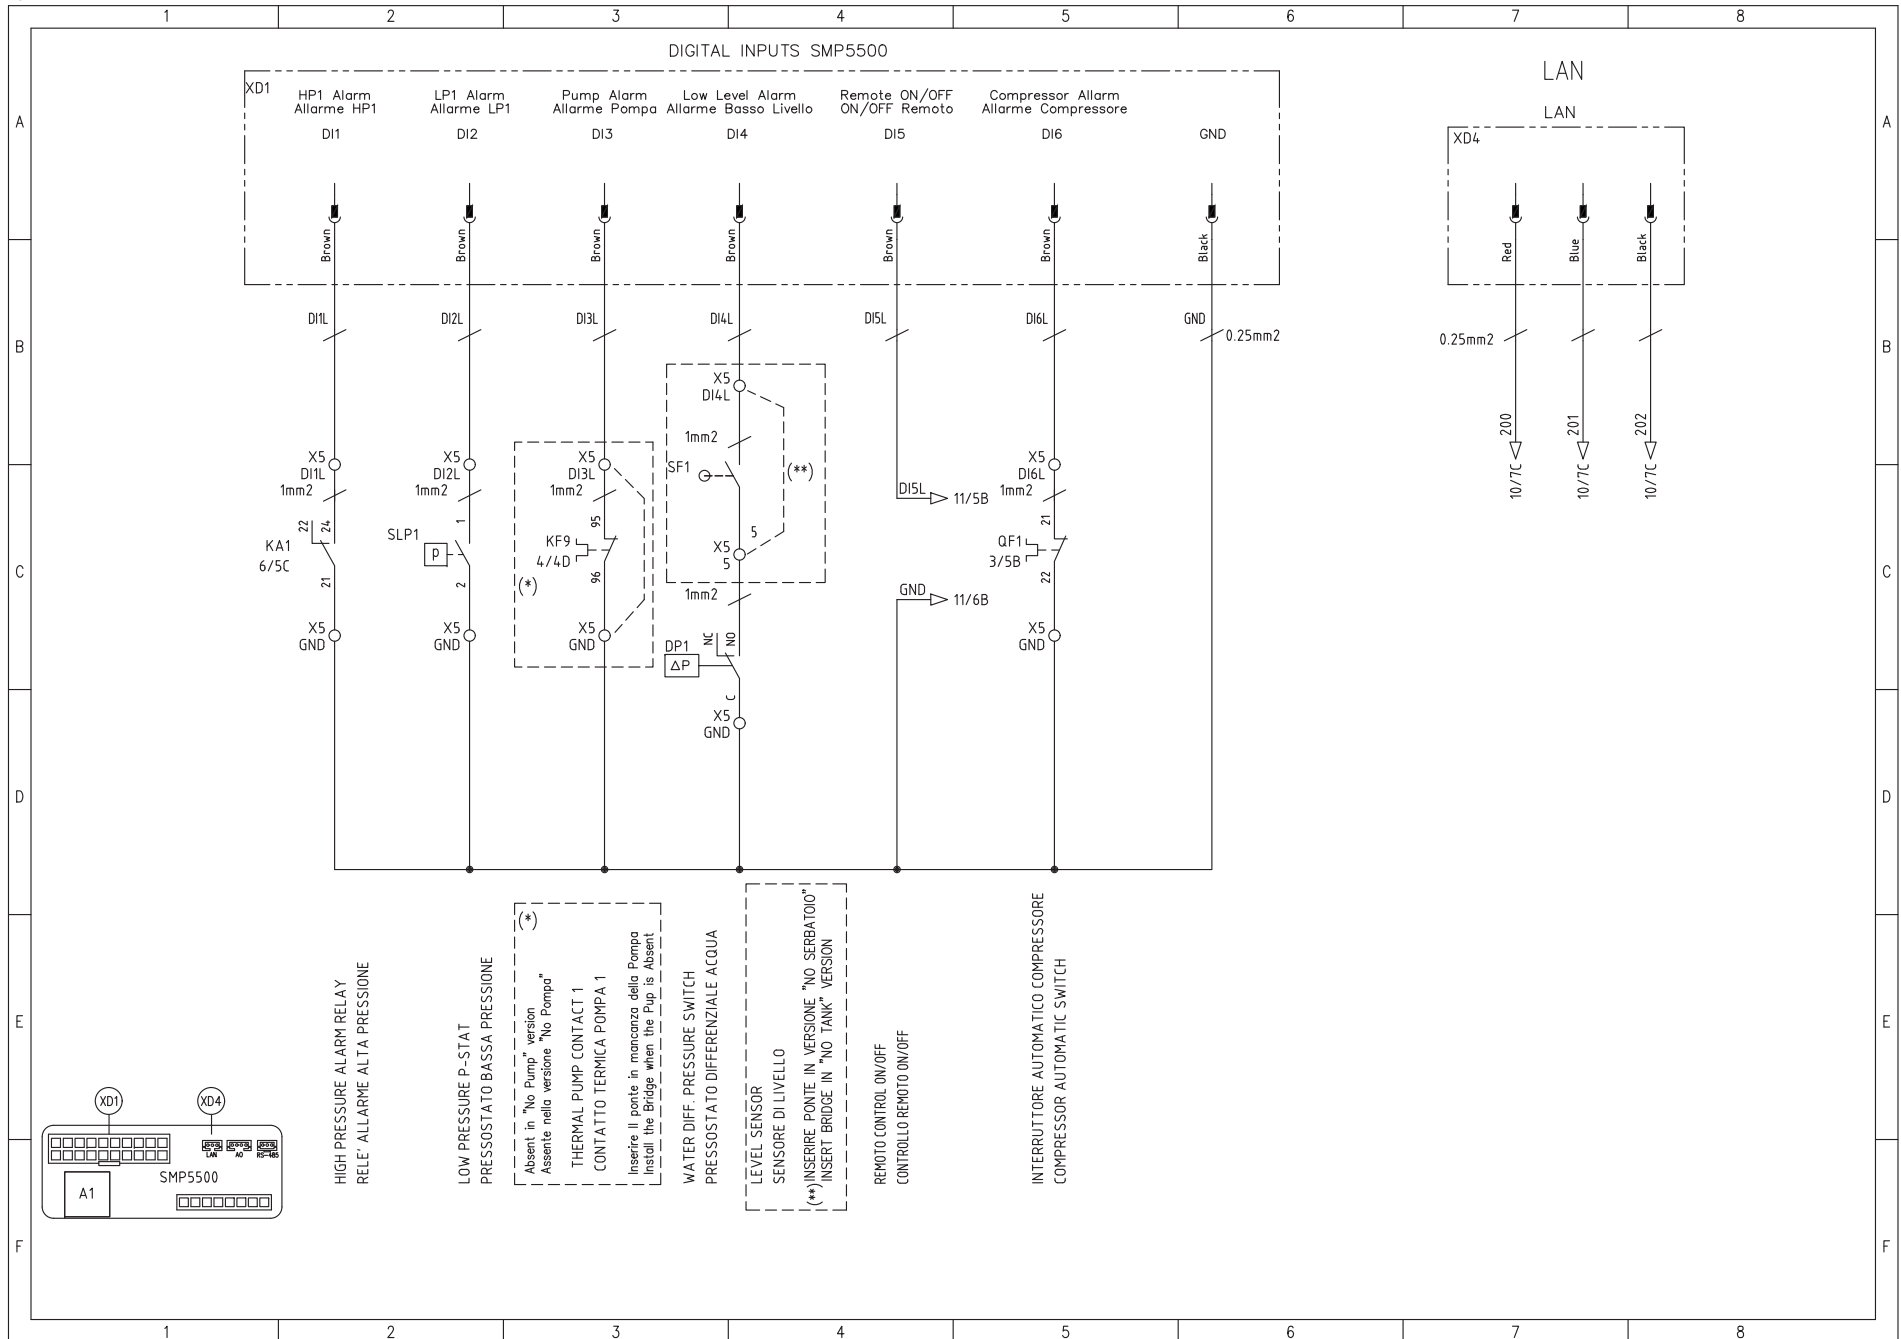 1 2 3 4 5 6 7 8
DIGITAL INPUTS SMP5500
LAN
XD1
HP1 Alarm
Allarme HP1
DI1
LP1 Alarm
Allarme LP1
DI2
Pump Alarm
Allarme Pompa
DI3
Low Level Alarm
Allarme Basso Livello
DI4
Remote ON/OFF
ON/OFF Remoto
DI5
Compressor Allarm
Allarme Compressore
DI6
GND
LAN
XD4
A
A
Brown
Brown
Brown
Brown
Brown
Brown
Black
Red
Blue
Black
DI1L
DI2L
DI3L
DI4L
DI5L
DI6L
GND
0.25mm2
0.25mm2
B
B
X5
DI4L
1mm2
SF1
(**)
5
X5
5
1mm2
200
201
202
10/7C
10/7C
10/7C
X5
DI1L
1mm2
22
24
KA1
6/5C
21
X5
GND
X5
DI2L
1mm2
1
SLP1
P
2
X5
GND
X5
DI3L
1mm2
95
KF9
4/4D
96
(*)
X5
GND
NC
NO
DP1
ΔP
C
X5
GND
DI5L
11/5B
GND
11/6B
X5
DI6L
1mm2
21
QF1
3/5B
22
X5
GND
C
C
D
D
HIGH PRESSURE ALARM RELAY
RELE' ALLARME ALTA PRESSIONE
LOW PRESSURE P-STAT
PRESSOSTATO BASSA PRESSIONE
(*)
Absent in "No Pump" version
Assente nella versione "No Pompa"
THERMAL PUMP CONTACT 1
CONTATTO TERMICA POMPA 1
Inserire Il ponte in mancanza della Pompa
Install the Bridge when the Pup is Absent
WATER DIFF. PRESSURE SWITCH
PRESSOSTATO DIFFERENZIALE ACQUA
LEVEL SENSOR
SENSORE DI LIVELLO
(**)INSERIRE PONTE IN VERSIONE "NO SERBATOIO"
INSERT BRIDGE IN "NO TANK" VERSION
REMOTO CONTROL ON/OFF
CONTROLLO REMOTO ON/OFF
INTERRUTTORE AUTOMATICO COMPRESSORE
COMPRESSOR AUTOMATIC SWITCH
E
E
XD1
XD4
LAN
AO
RS-485
SMP5500
A1
F
F
1 2 3 4 5 6 7 8